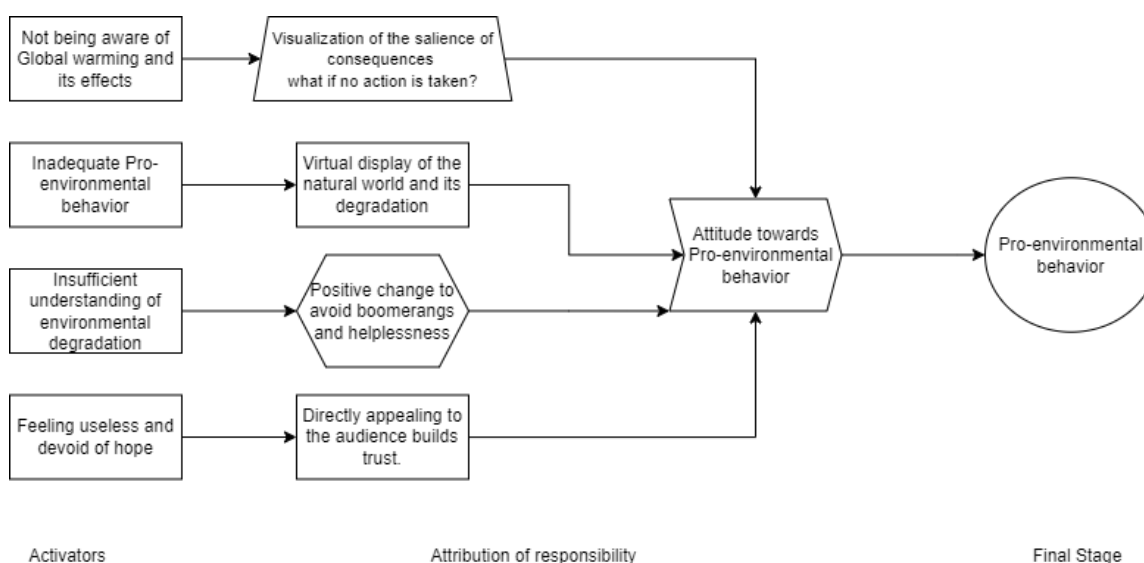 Not being aware of
Global warming and
its effects
Visualization of the salience of
consequences
what if no action is taken?
Inadequate Pro-
environmental
behavior
Virtual display of the
natural world and its
degradation
Insufficient
understanding of
environmental
degradation
Positive change to
avoid boomerangs
and helplessness
Feeling useless and
devoid of hope
Directly appealing to
the audience builds
trust.
Attitude towards
Pro-environmental
behavior
Pro-environmental
behavior
Activators
Attribution of responsibility
Final Stage